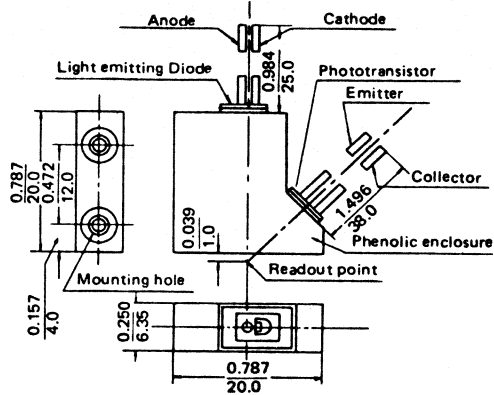 Anode
Cathode
0.984
25.0
Light emitting Diode
Phototransistor
Emitter
Collector
1.496
38.0
0.787
20.0
0.472
12.0
0.039
1.0
Phenolic enclosure
Readout point
Mounting hole
0.157
4.0
0.250
6.35
0.787
20.0